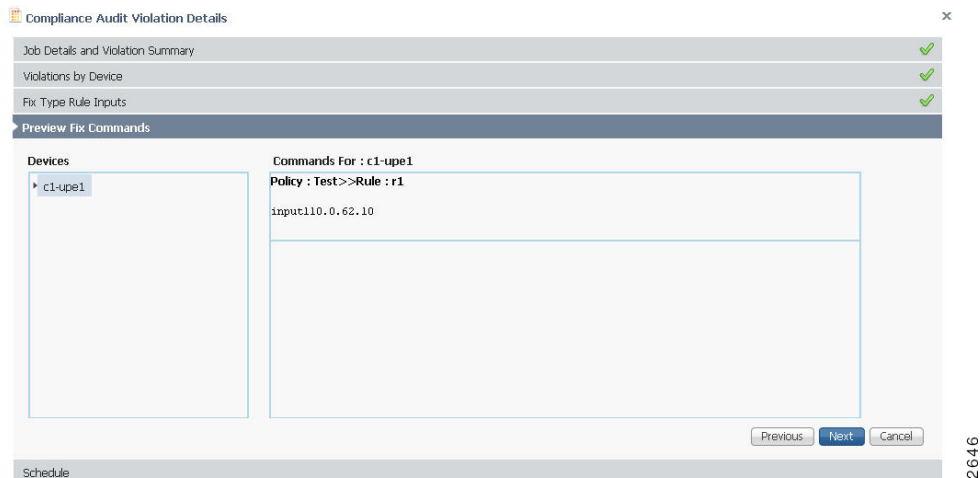 Compliance Audit Violation Details
Job Details and Violation Summary
Violations by Device
Fix Type Rule Inputs
Preview Fix Commands
Devices
c1-upe1
Commands For : c1-upe1
Policy : Test>>Rule : r1
input110.0.62.10
Previous
Next
Cancel
Schedule
2646